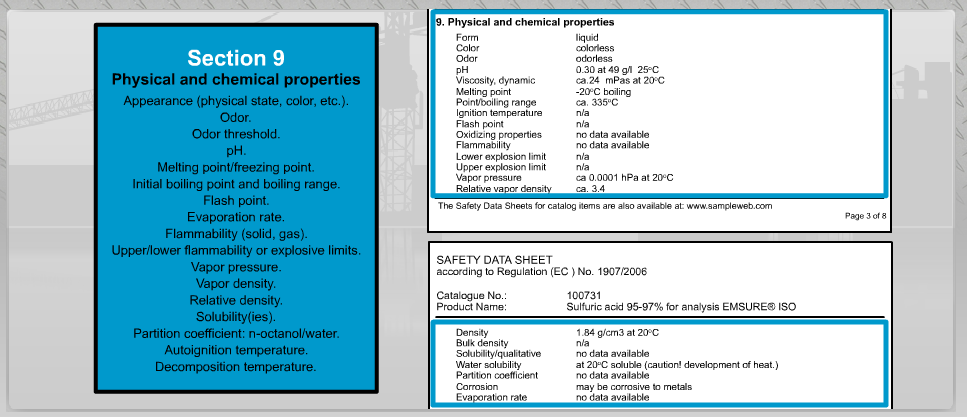 Section 9
Physical and chemical properties
Appearance (physical state, color, etc.).
Odor.
Odor threshold.
pH.
Melting point/freezing point.
Initial boiling point and boiling range.
Flash point.
Evaporation rate.
Flammability (solid, gas).
Upper/lower flammability or explosive limits.
Vapor pressure.
Vapor density.
Relative density.
Solubility(ies).
Partition coefficient: n-octanol/water.
Autoignition temperature.
Decomposition temperature.
9. Physical and chemical properties
Form liquid
Color colorless
Odor odorless
pH 0.30 at 49 g/l 25°C
Viscosity, dynamic ca.24 mPas at 20°C
Melting point -20°C boiling
Point/boiling range ca. 335°C
Ignition temperature n/a
Flash point n/a
Oxidizing properties no data available
Flammability no data available
Lower explosion limit n/a
Upper explosion limit n/a
Vapor pressure ca 0.0001 hPa at 20°C
Relative vapor density ca. 3.4
The Safety Data Sheets for catalog items are also available at: www.sampleweb.com
Page 3 of 8
SAFETY DATA SHEET
according to Regulation (EC ) No. 1907/2006
Catalogue No.: 100731
Product Name: Sulfuric acid 95-97% for analysis EMSURE® ISO
Density 1.84 g/cm3 at 20°C
Bulk density n/a
Solubility/qualitative no data available
Water solubility at 20°C soluble (caution! development of heat.)
Partition coefficient no data available
Corrosion may be corrosive to metals
Evaporation rate no data available